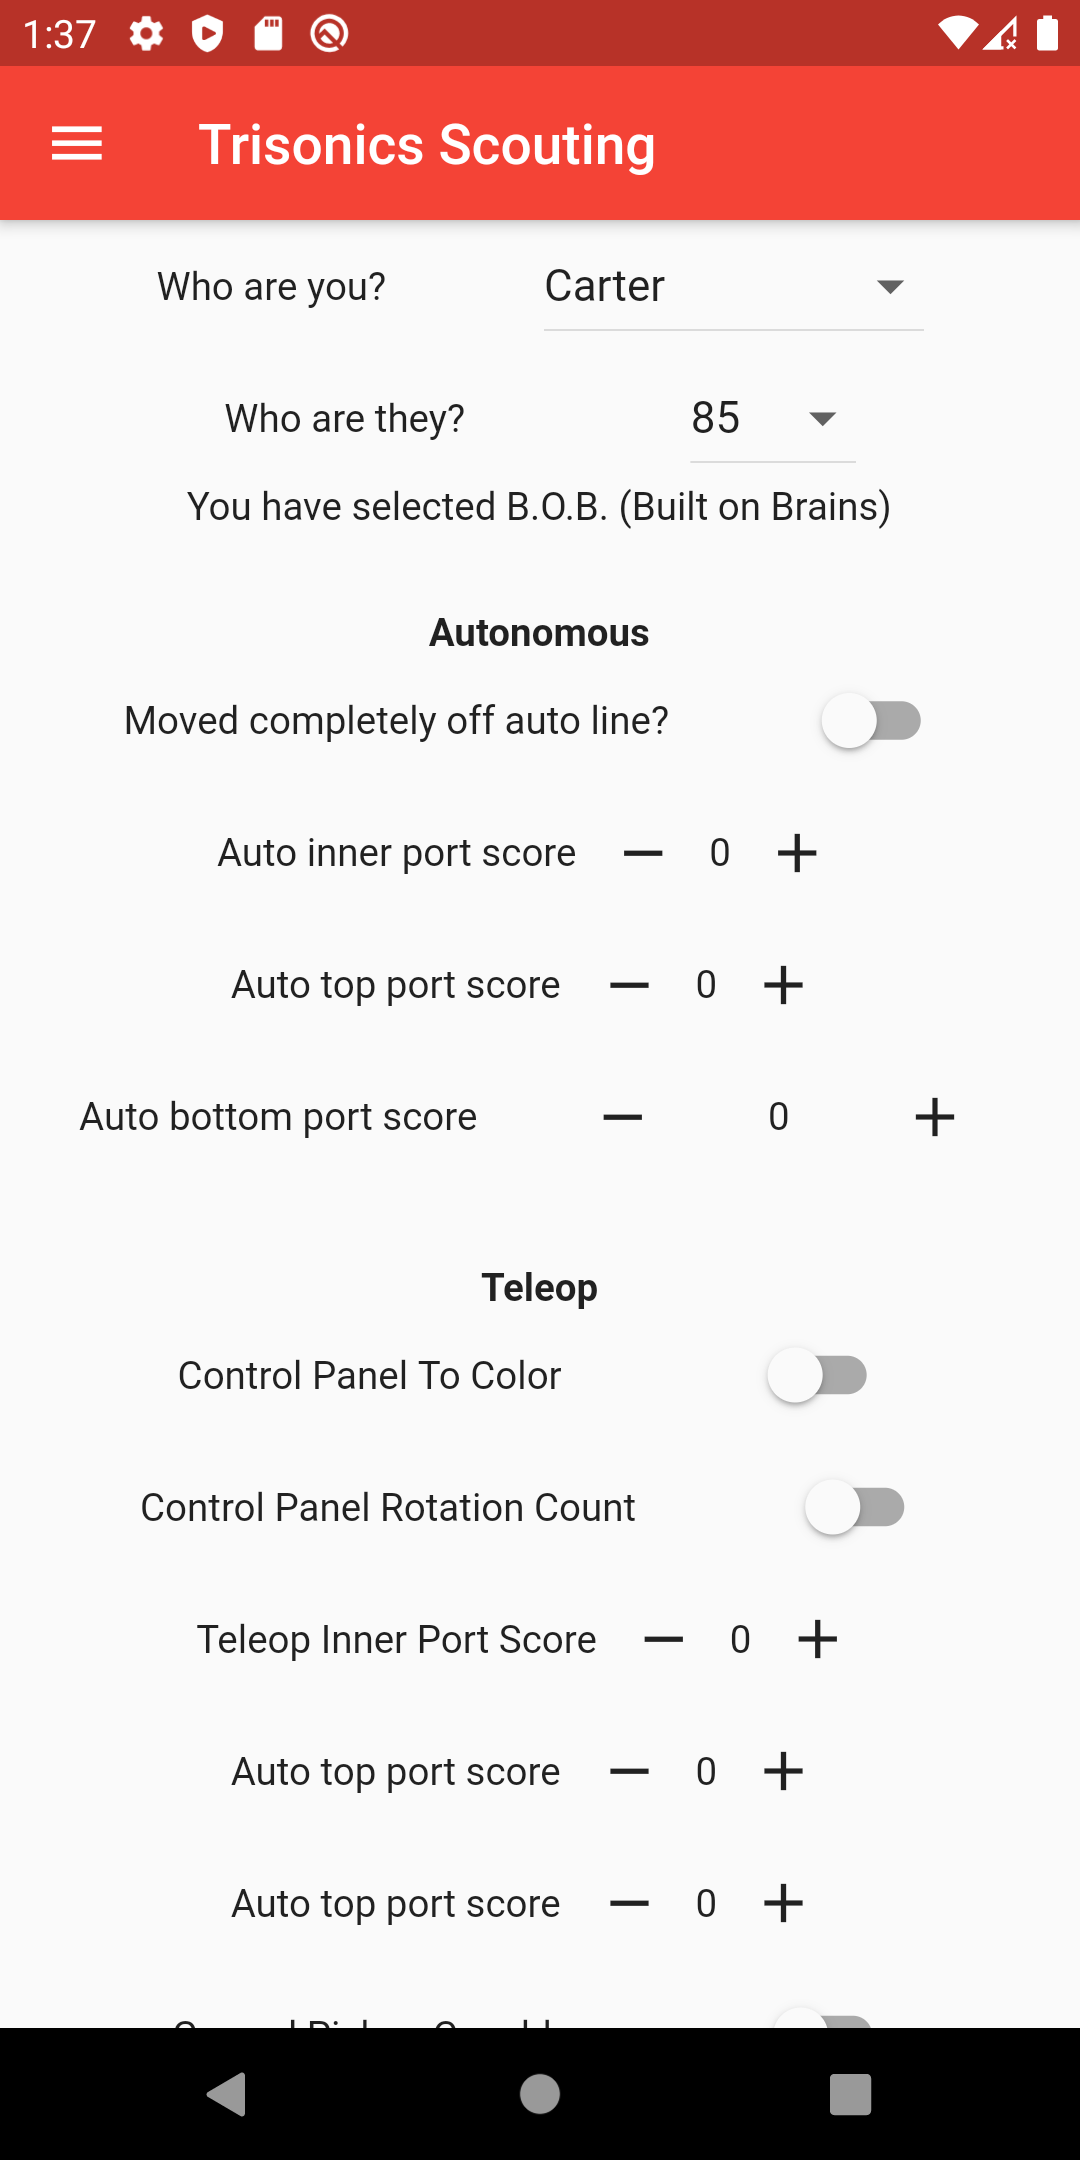 1:37
Trisonics Scouting
Who are you? Carter
Who are they? 85
You have selected B.O.B. (Built on Brains)
Autonomous
Moved completely off auto line?
Auto inner port score 0
Auto top port score 0
Auto bottom port score 0
Teleop
Control Panel To Color
Control Panel Rotation Count
Teleop Inner Port Score 0
Auto top port score 0
Auto top port score 0